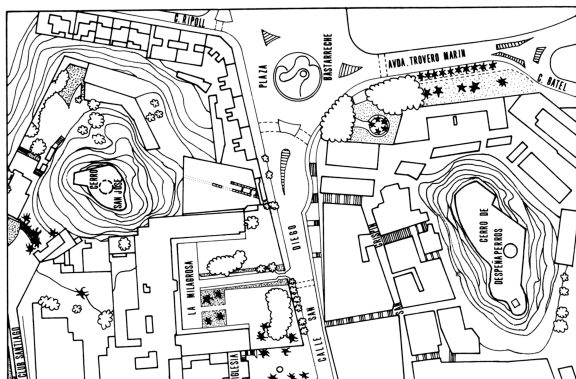 C. RIPOLL
PLAZA
BASTARRECHE
AVDA. TROVERO MARIN
C. BATEL
CERRO
SAN JOSE
CERRO DE
DESPEÑAPERROS
LA MILAGROSA
CALLE SAN DIEGO
CLUB SANTIAGO
IGLESIA